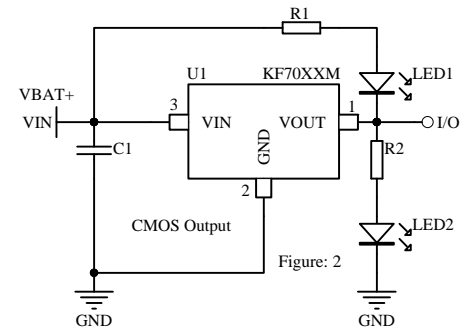 R1
U1 KF70XXM
LED1
VBAT+
VIN
3 VIN VOUT 1
I/O
C1
GND
R2
2
CMOS Output
LED2
Figure: 2
GND GND